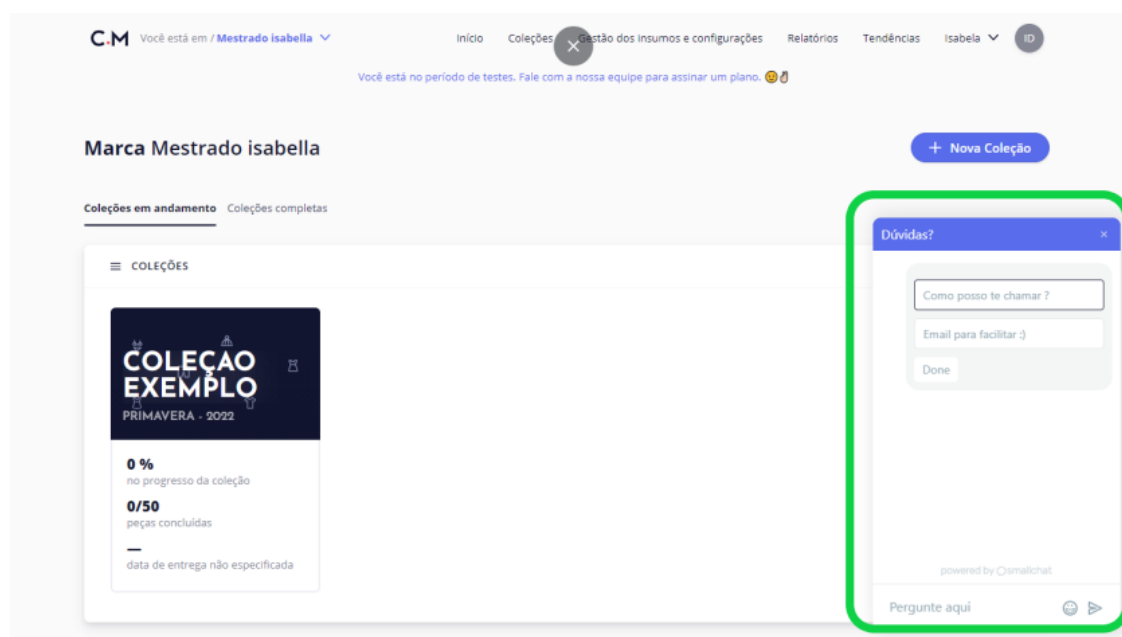 C.M Você está em / Mestrado isabella Início Coleções Gestão dos insumos e configurações Relatórios Tendências Isabela ID
Você está no período de testes. Fale com a nossa equipe para assinar um plano.
Marca Mestrado isabella
+ Nova Coleção
Coleções em andamento Coleções completas
COLEÇÕES
COLEÇAO
EXEMPLO
PRIMAVERA - 2022
0 %
no progresso da coleção
0/50
peças concluídas
—
data de entrega não especificada
Dúvidas? ×
Como posso te chamar ?
Email para facilitar :)
Done
powered by smallchat
Pergunte aqui